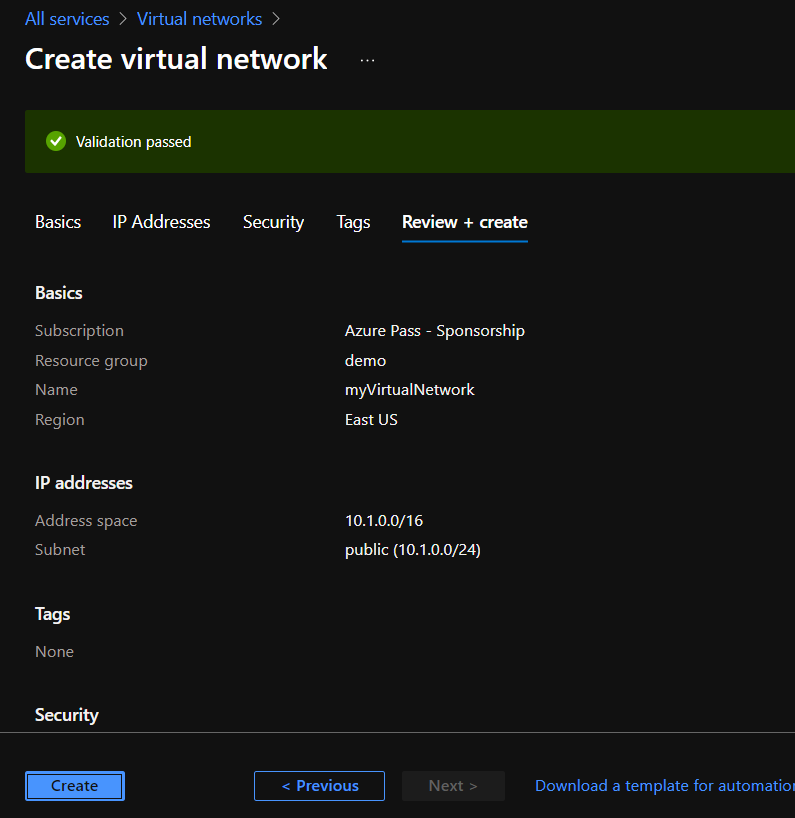 All services > Virtual networks >
Create virtual network ...
Validation passed
Basics IP Addresses Security Tags Review + create
Basics
Subscription Azure Pass - Sponsorship
Resource group demo
Name myVirtualNetwork
Region East US
IP addresses
Address space 10.1.0.0/16
Subnet public (10.1.0.0/24)
Tags
None
Security
Create < Previous Next > Download a template for automation